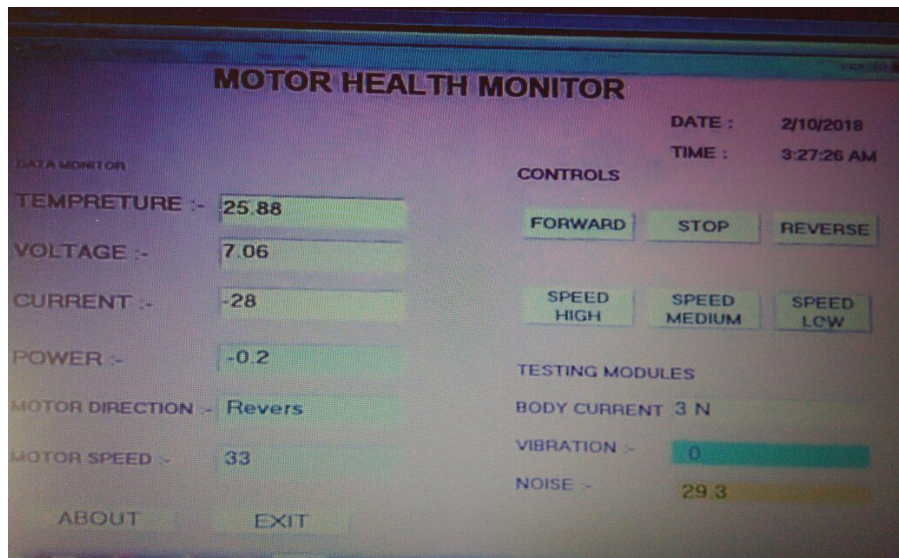 MOTOR HEALTH MONITOR
DATE : 2/10/2018
TIME : 3:27:26 AM
DATA MONITOR
CONTROLS
TEMPRETURE :- 25.88
FORWARD STOP REVERSE
VOLTAGE :- 7.06
CURRENT :- -28
SPEED HIGH SPEED MEDIUM SPEED LOW
POWER :- -0.2
TESTING MODULES
MOTOR DIRECTION :- Revers
BODY CURRENT 3 N
VIBRATION :- 0
MOTOR SPEED :- 33
NOISE :- 29.3
ABOUT EXIT